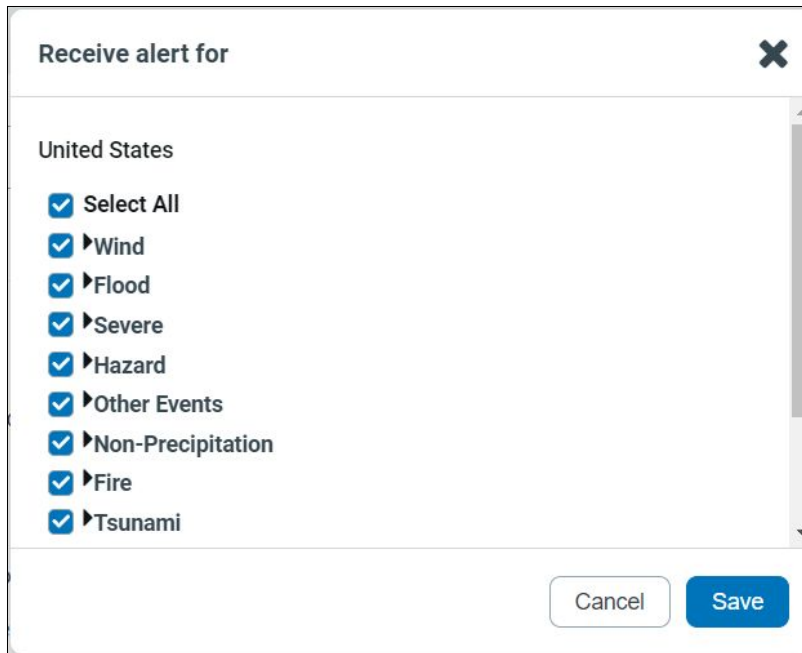 Receive alert for
United States
Select All
Wind
Flood
Severe
Hazard
Other Events
Non-Precipitation
Fire
Tsunami
Cancel
Save